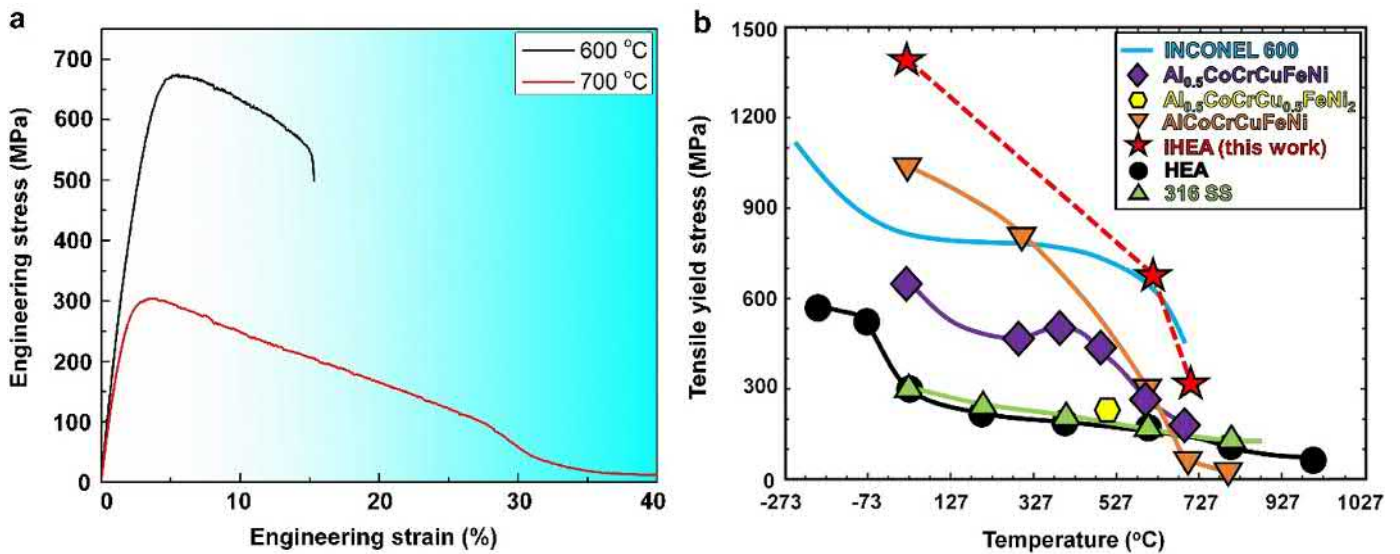 a
Engineering stress (MPa)
700
600
500
400
300
200
100
0
0
10
20
30
40
Engineering strain (%)
600 °C
700 °C
b
Tensile yield stress (MPa)
1500
1200
900
600
300
0
-273
-73
127
327
527
727
927
1027
Temperature (°C)
INCONEL 600
Al0.5CoCrCuFeNi
Al0.5CoCrCu0.5FeNi2
AlCoCrCuFeNi
iHEA (this work)
HEA
316 SS